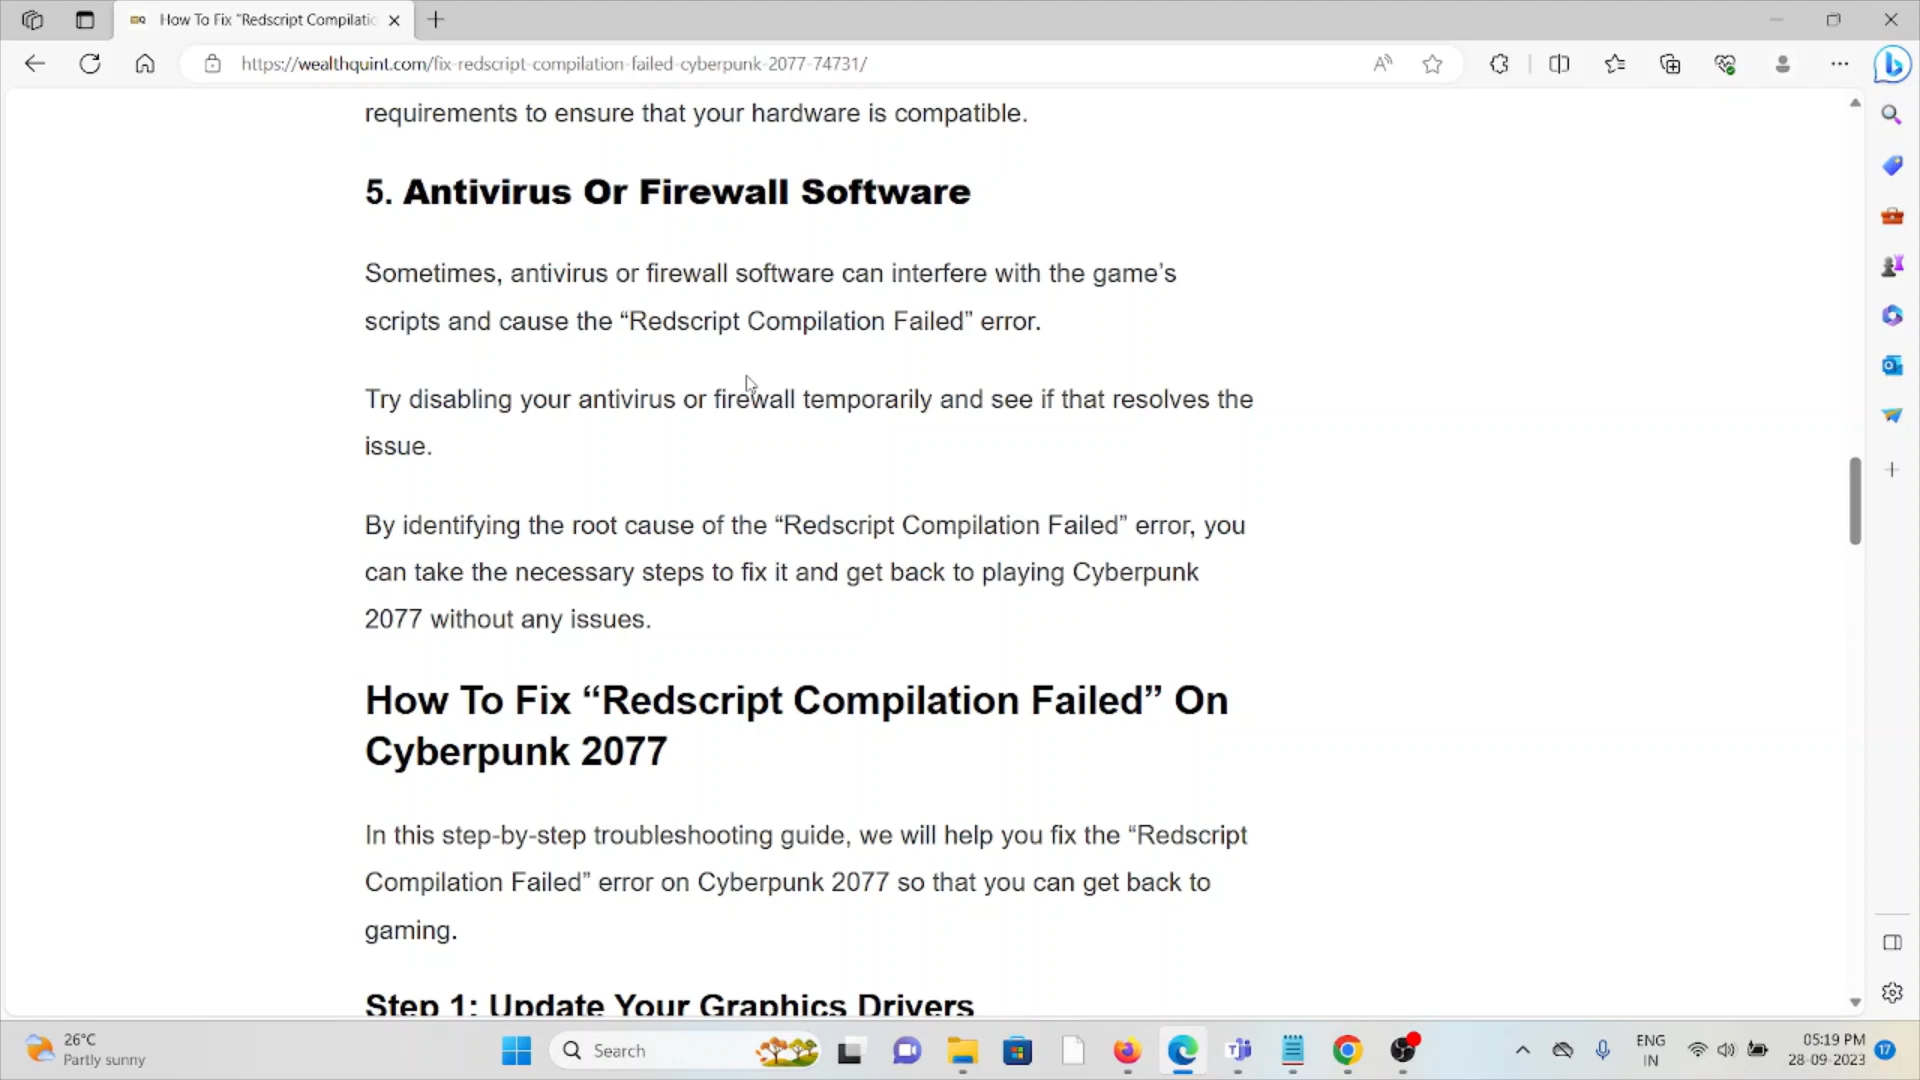 How To Fix "Redscript Compilatio
https://wealthquint.com/fix-redscript-compilation-failed-cyberpunk-2077-74731/
requirements to ensure that your hardware is compatible.
5. Antivirus Or Firewall Software
Sometimes, antivirus or firewall software can interfere with the game’s
scripts and cause the “Redscript Compilation Failed” error.
Try disabling your antivirus or firewall temporarily and see if that resolves the
issue.
By identifying the root cause of the “Redscript Compilation Failed” error, you
can take the necessary steps to fix it and get back to playing Cyberpunk
2077 without any issues.
How To Fix “Redscript Compilation Failed” On
Cyberpunk 2077
In this step-by-step troubleshooting guide, we will help you fix the “Redscript
Compilation Failed” error on Cyberpunk 2077 so that you can get back to
gaming.
Step 1: Update Your Graphics Drivers
26°C
Partly sunny
Search
ENG
IN
05:19 PM
28-09-2023
17